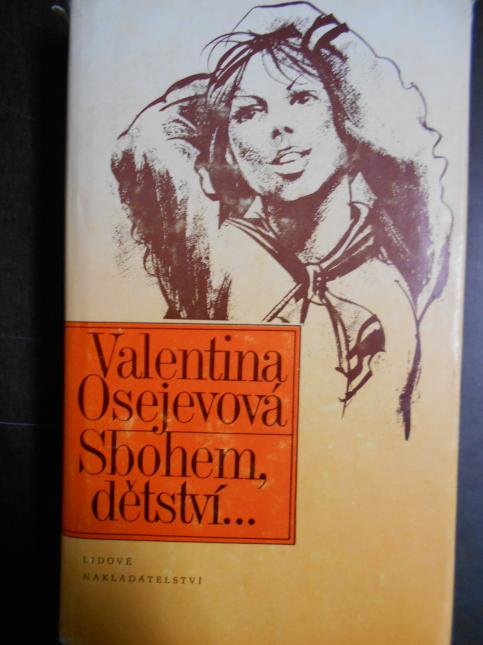 Valentina
Osejevová
Sbohem,
dětství...
LIDOVÉ
NAKLADATELSTVÍ